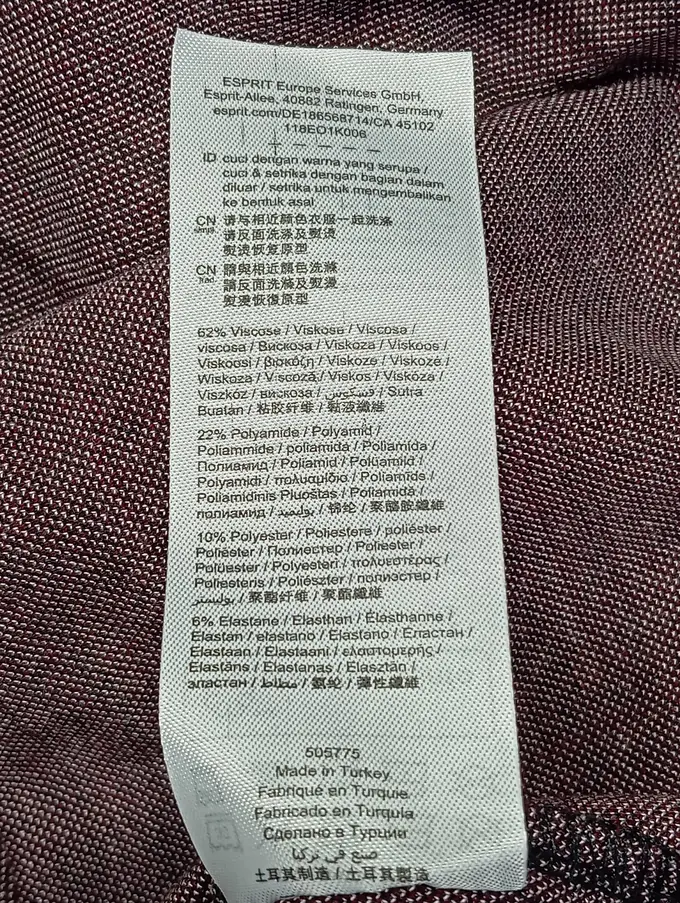 ESPRIT Europe Services GmbH,
Esprit-Allee, 40882 Ratingen, Germany
esprit.com/DE186568714/CA 45102
118EO1K006
ID cuci dengan warna yang serupa /
cuci & setrika dengan bagian dalam
diluar / setrika untuk mengembalikan
ke bentuk asal
CN 请与相近颜色衣服一起洗涤
请反面洗涤及熨烫
熨烫恢复原型
CN 請與相近顏色洗滌
trad. 請反面洗滌及熨燙
熨燙恢復原型
62% Viscose / Viskose / Viscosa /
viscosa / Вискоза / Viskoza / Viskoos /
Viskoosi / βισκόζη / Viskoze / Viskozė /
Wiskoza / Viscoză / Viskos / Viskóza /
Viszkóz / вискоза / فسكوس / Sutra
Buatan / 粘胶纤维 / 黏液纖維
22% Polyamide / Polyamid /
Poliammide / poliamida / Poliamida /
Полиамид / Poliamid / Polüamiid /
Polyamidi / πολυαμίδιο / Poliamīds /
Poliamidinis Pluoštas / Poliamida /
полиамид / بوليميد / 锦纶 / 聚醯胺纖維
10% Polyester / Poliestere / poliéster /
Poliéster / Полиестер / Poliester /
Polüester / Polyesteri / πολυεστέρας /
Poliesteris / Poliészter / полиэстер /
بوليستر / 聚酯纤维 / 聚酯纖維
6% Elastane / Elasthan / Élasthanne /
Elastan / elastano / Elastano / Еластан /
Elastaan / Elastaani / ελαστομερής /
Elastāns / Elastanas / Elasztán /
эластан / مطاط / 氨纶 / 彈性纖維
505775
Made in Turkey
Fabriqué en Turquie
Fabricado en Turquía
Сделано в Турции
صنع في تركيا
土耳其制造 / 土耳其製造